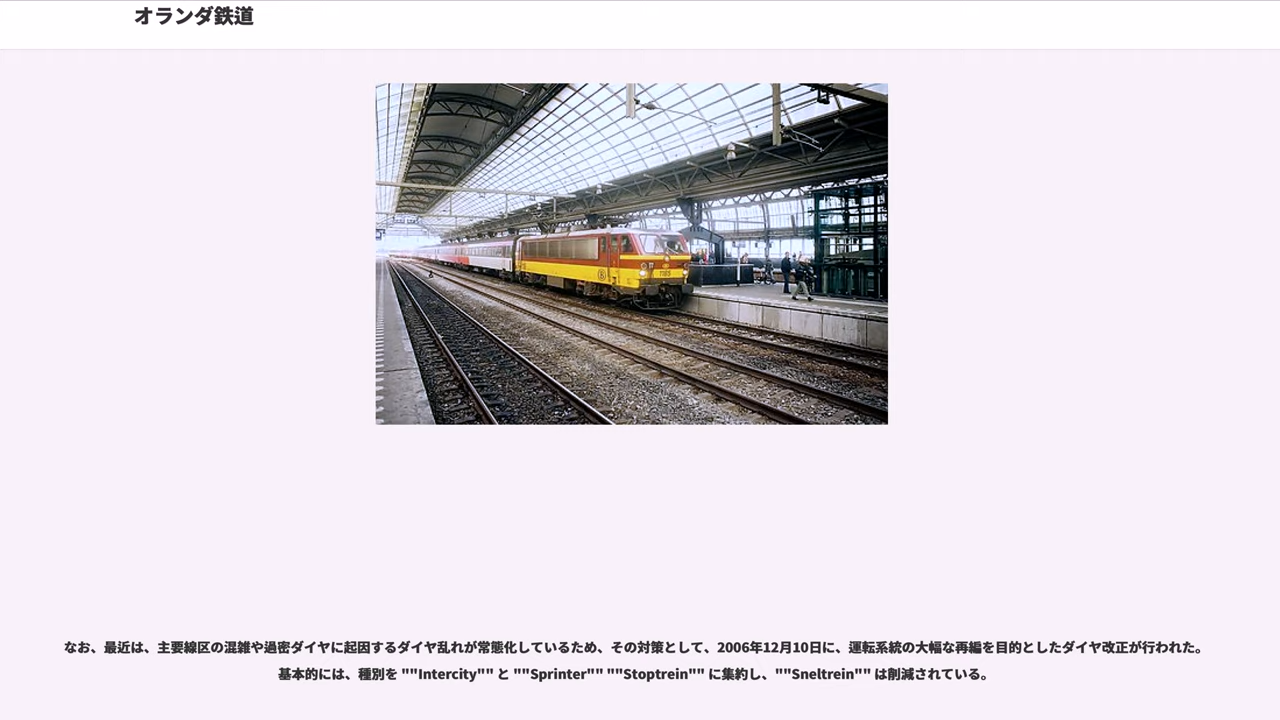 オランダ鉄道
1185
なお、最近は、主要線区の混雑や過密ダイヤに起因するダイヤ乱れが常態化しているため、その対策として、2006年12月10日に、運転系統の大幅な再編を目的としたダイヤ改正が行われた。
基本的には、種別を ""Intercity"" と ""Sprinter"" ""Stoptrein"" に集約し、""Sneltrein"" は削減されている。